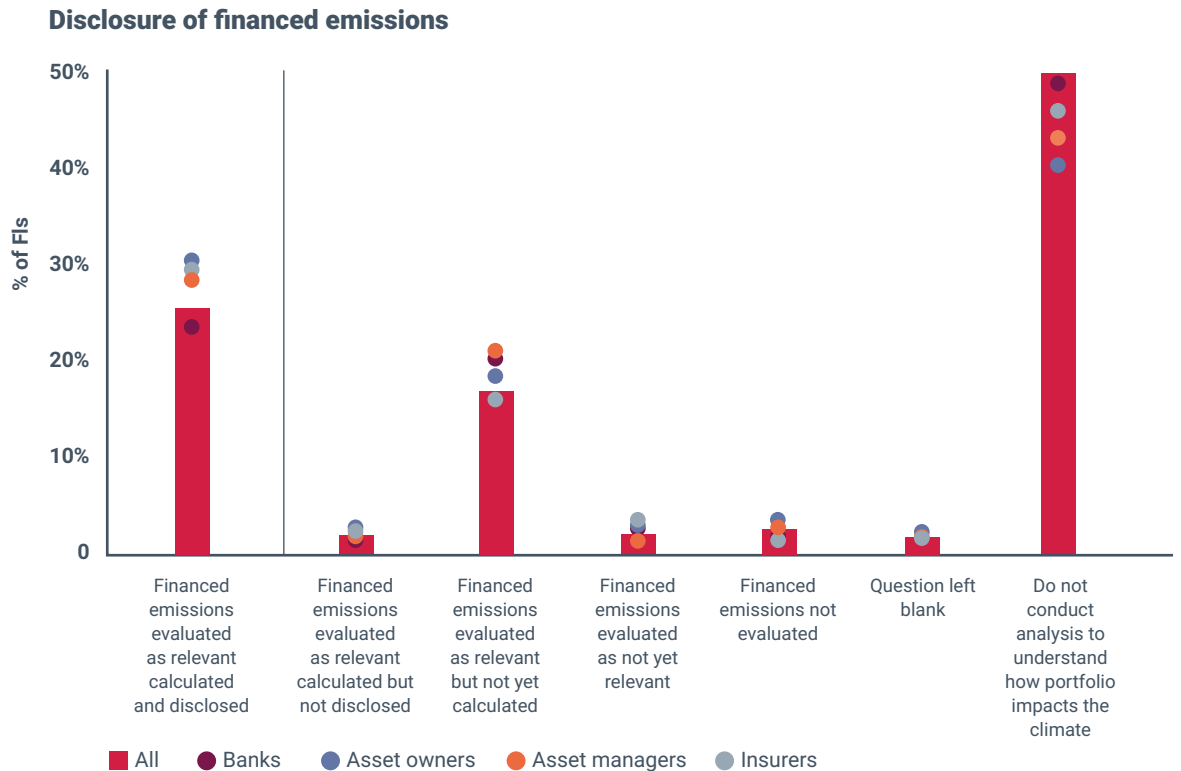 Disclosure of financed emissions
% of FIs
50%
40%
30%
20%
10%
0
Financed
emissions
evaluated
as relevant
calculated
and disclosed
Financed
emissions
evaluated
as relevant
calculated but
not disclosed
Financed
emissions
evaluated
as relevant
but not yet
calculated
Financed
emissions
evaluated
as not yet
relevant
Financed
emissions not
evaluated
Question left
blank
Do not
conduct
analysis to
understand
how portfolio
impacts the
climate
All Banks Asset owners Asset managers Insurers